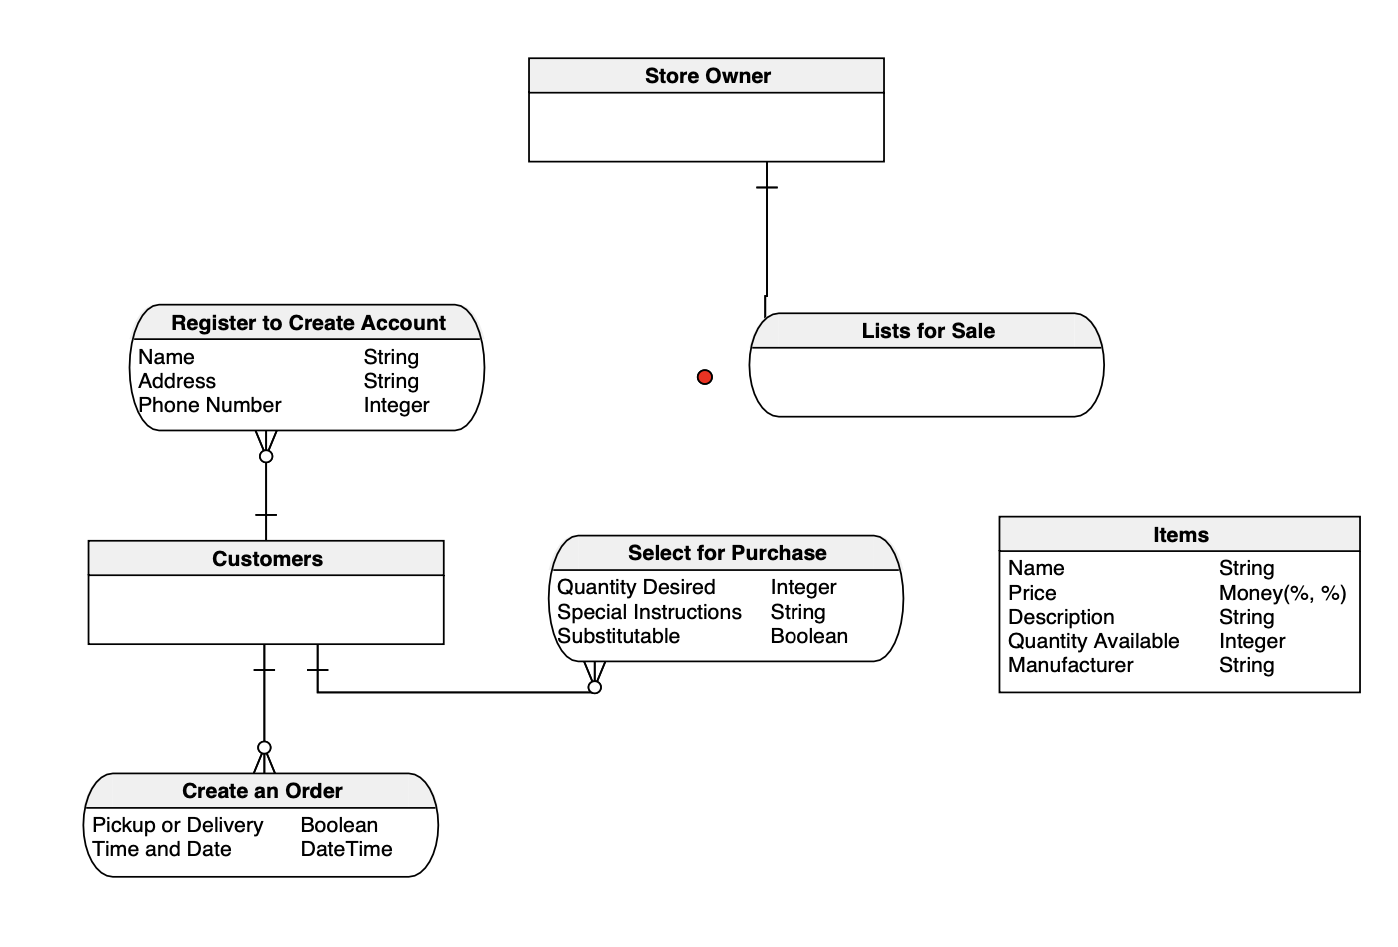 Store Owner
Register to Create Account
Name String
Address String
Phone Number Integer
Lists for Sale
Customers
Select for Purchase
Quantity Desired Integer
Special Instructions String
Substitutable Boolean
Items
Name String
Price Money(%, %)
Description String
Quantity Available Integer
Manufacturer String
Create an Order
Pickup or Delivery Boolean
Time and Date DateTime